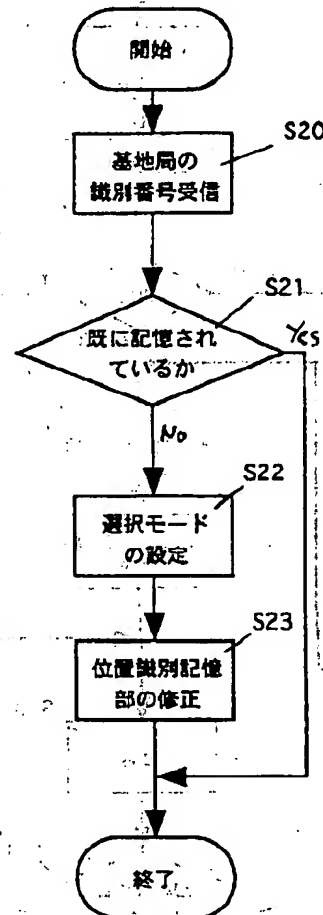 開始
S20
基地局の
識別番号受信
S21
既に記憶され
ているか
Yes
No
S22
選択モード
の設定
S23
位置識別記憶
部の修正
終了